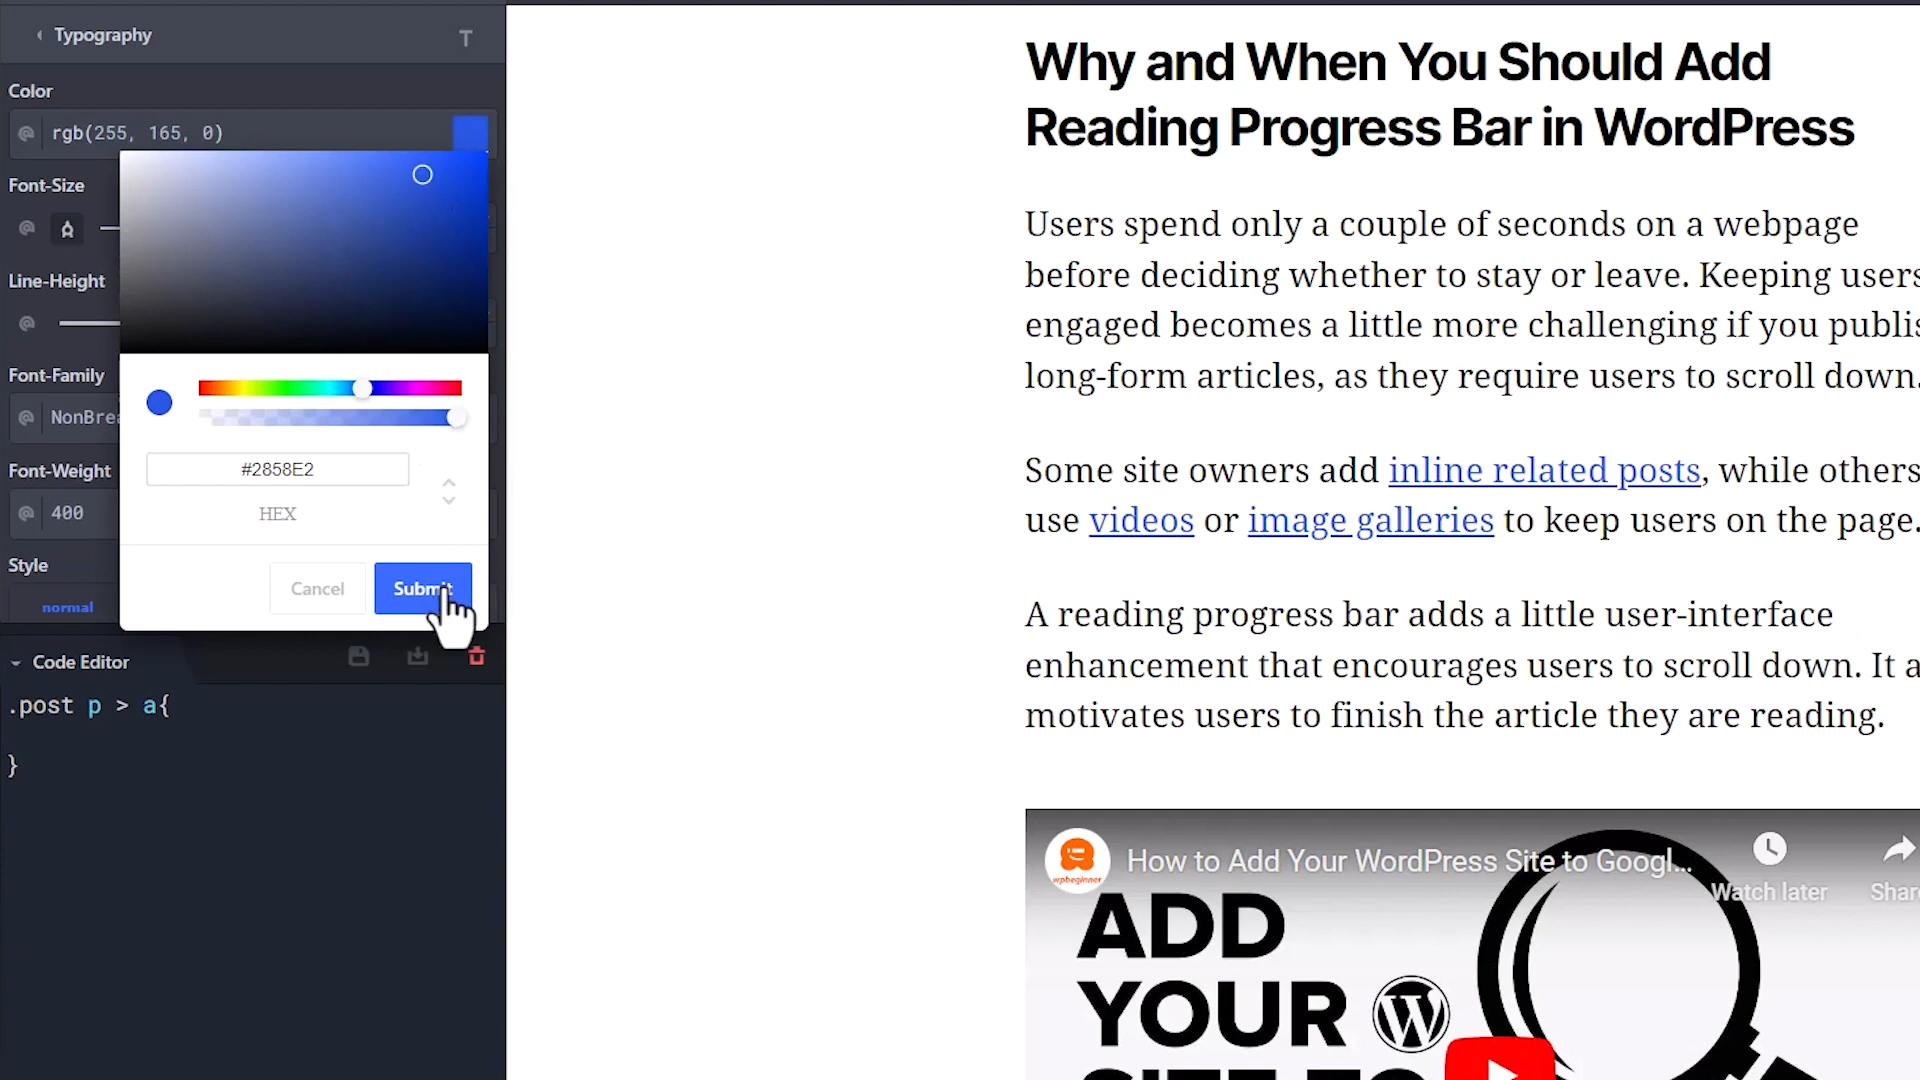 Typography
T
Color
@ rgb(255, 165, 0)
Font-Size
@
Line-Height
@
Font-Family
@ NonBrea
#2858E2
HEX
Font-Weight
@ 400
Style
normal
Cancel
Submit
Code Editor
.post p > a{
}
Why and When You Should Add
Reading Progress Bar in WordPress
Users spend only a couple of seconds on a webpage
before deciding whether to stay or leave. Keeping users
engaged becomes a little more challenging if you publis
long-form articles, as they require users to scroll down.
Some site owners add inline related posts, while others
use videos or image galleries to keep users on the page.
A reading progress bar adds a little user-interface
enhancement that encourages users to scroll down. It a
motivates users to finish the article they are reading.
wpbeginner
How to Add Your WordPress Site to Googl...
Watch later
Share
ADD
YOUR
SITE TO